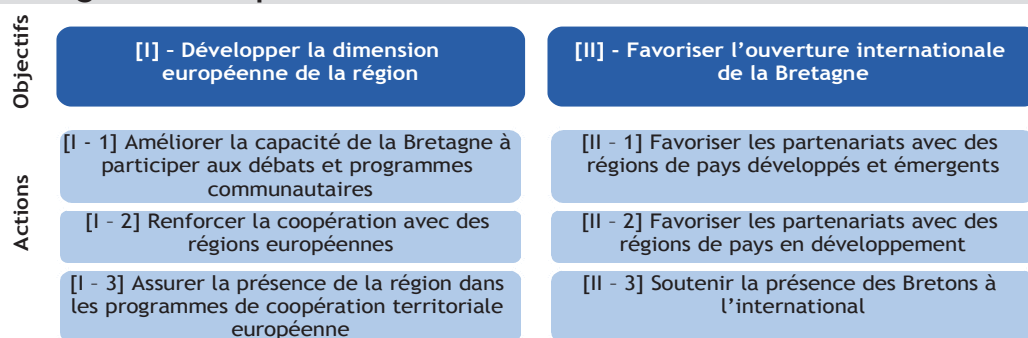 Objectifs
[I] - Développer la dimension
européenne de la région
[II] - Favoriser l’ouverture internationale
de la Bretagne
Actions
[I - 1] Améliorer la capacité de la Bretagne à
participer aux débats et programmes
communautaires
[II – 1] Favoriser les partenariats avec des
régions de pays développés et émergents
[I – 2] Renforcer la coopération avec des
régions européennes
[II – 2] Favoriser les partenariats avec des
régions de pays en développement
[I – 3] Assurer la présence de la région dans
les programmes de coopération territoriale
européenne
[II – 3] Soutenir la présence des Bretons à
l’international